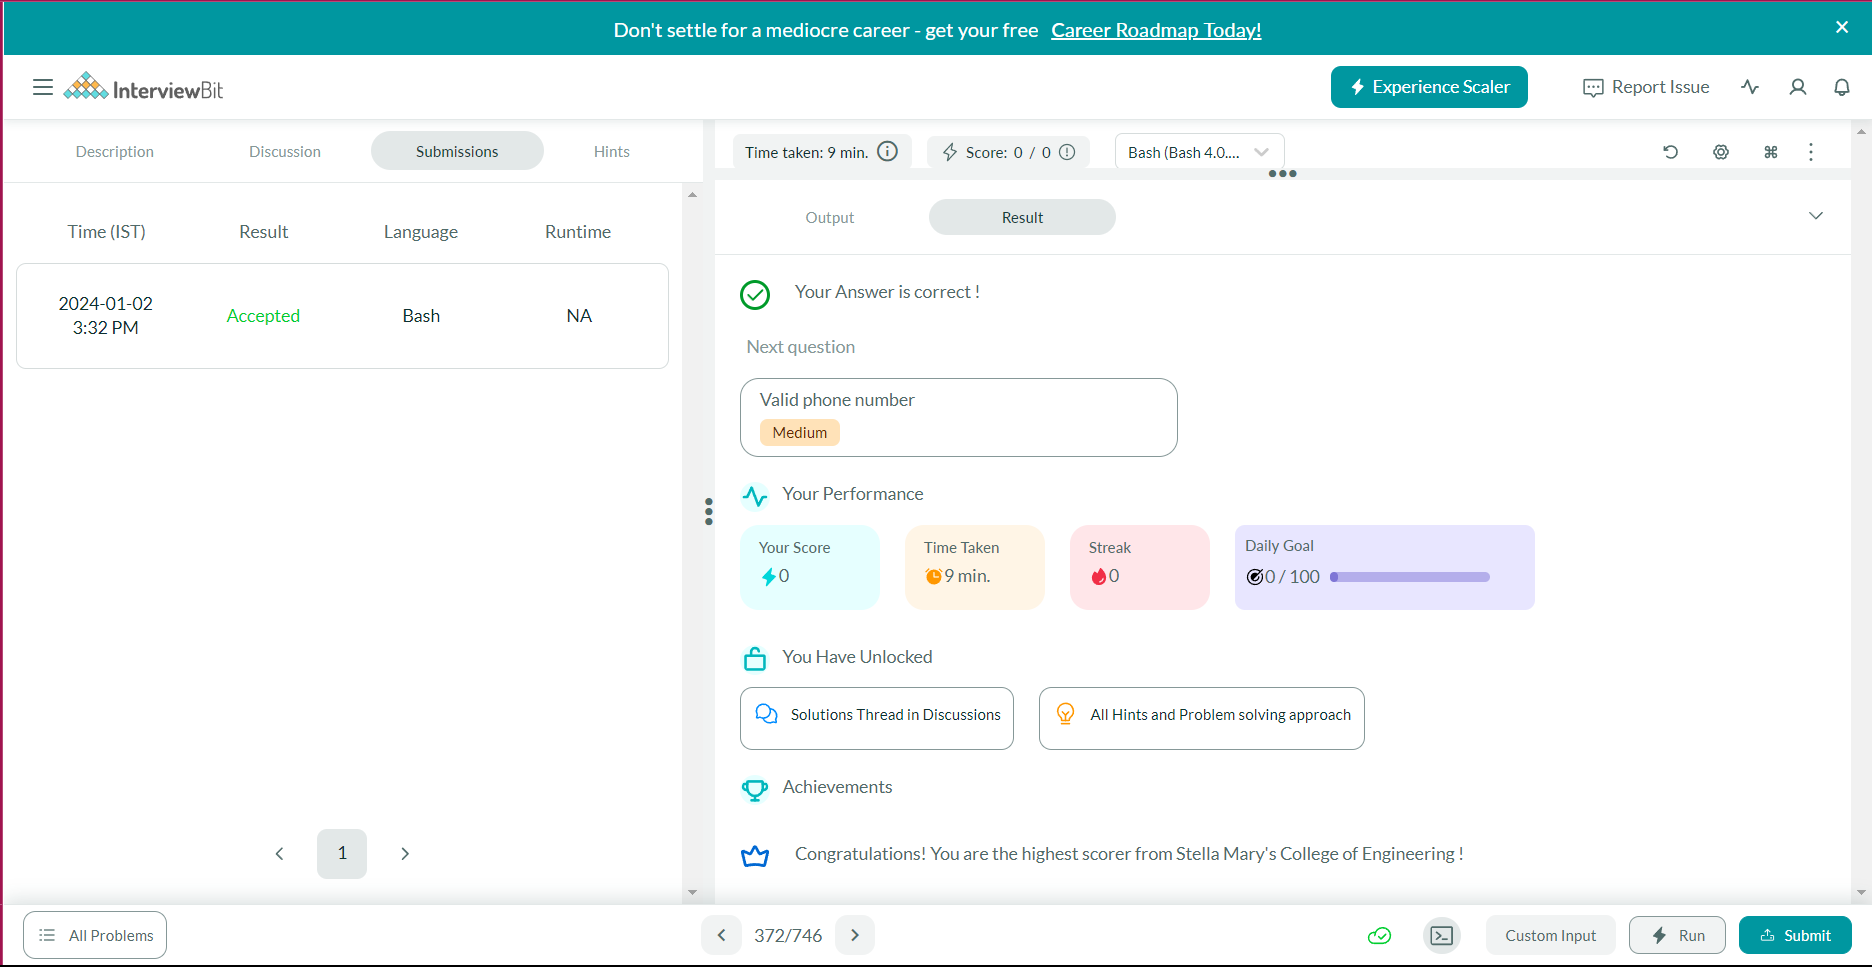 Don't settle for a mediocre career - get your free Career Roadmap Today!
InterviewBit
Experience Scaler
Report Issue
Description Discussion Submissions Hints
Time (IST) Result Language Runtime
2024-01-02
3:32 PM
Accepted Bash NA
1
Time taken: 9 min. Score: 0 / 0 Bash (Bash 4.0....
Output Result
Your Answer is correct !
Next question
Valid phone number
Medium
Your Performance
Your Score
0
Time Taken
9 min.
Streak
0
Daily Goal
0 / 100
You Have Unlocked
Solutions Thread in Discussions
All Hints and Problem solving approach
Achievements
Congratulations! You are the highest scorer from Stella Mary's College of Engineering !
All Problems 372/746 Custom Input Run Submit